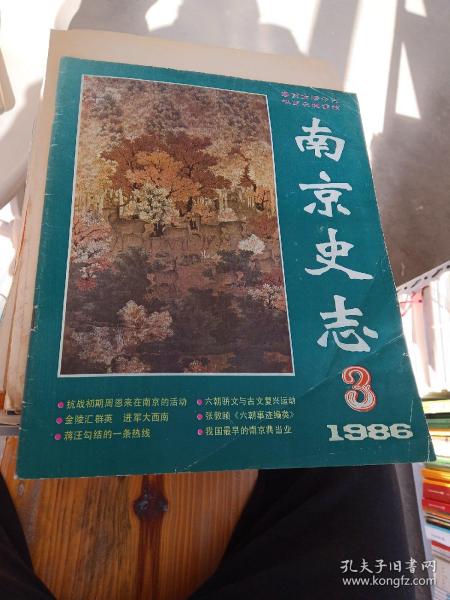 南京史志
3
1986
抗战初期周恩来在南京的活动
金陵汇群英 进军大西南
蒋汪勾结的一条热线
六朝骈文与古文复兴运动
张敦颐《六朝事迹编类》
我国最早的南京典当业
孔夫子旧书网
www.kongfz.com